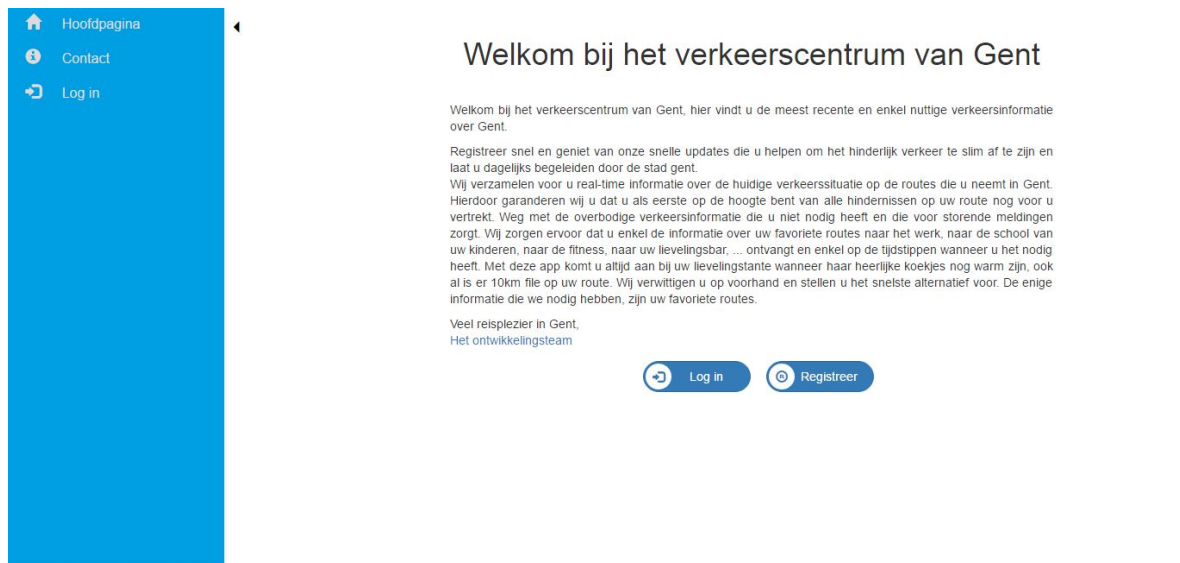 Hoofdpagina
Contact
Log in
Welkom bij het verkeerscentrum van Gent
Welkom bij het verkeerscentrum van Gent, hier vindt u de meest recente en enkel nuttige verkeersinformatie
over Gent.
Registreer snel en geniet van onze snelle updates die u helpen om het hinderlijk verkeer te slim af te zijn en
laat u dagelijks begeleiden door de stad gent.
Wij verzamelen voor u real-time informatie over de huidige verkeerssituatie op de routes die u neemt in Gent.
Hierdoor garanderen wij u dat u als eerste op de hoogte bent van alle hindernissen op uw route nog voor u
vertrekt. Weg met de overbodige verkeersinformatie die u niet nodig heeft en die voor storende meldingen
zorgt. Wij zorgen ervoor dat u enkel de informatie over uw favoriete routes naar het werk, naar de school van
uw kinderen, naar de fitness, naar uw lievelingsbar, ... ontvangt en enkel op de tijdstippen wanneer u het nodig
heeft. Met deze app komt u altijd aan bij uw lievelingstante wanneer haar heerlijke koekjes nog warm zijn, ook
al is er 10km file op uw route. Wij verwittigen u op voorhand en stellen u het snelste alternatief voor. De enige
informatie die we nodig hebben, zijn uw favoriete routes.
Veel reisplezier in Gent,
Het ontwikkelingsteam
Log in
® Registreer